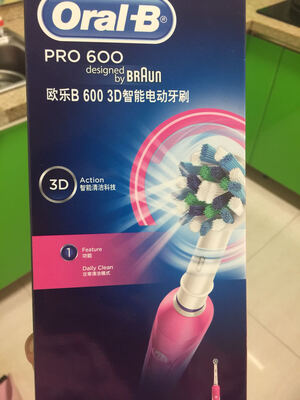 Oral-B®
PRO 600
designed
by BRAUN
欧乐B 600 3D智能电动牙刷
3D
Action
智能清洁科技
1
Feature
功能
Daily Clean
日常清洁模式